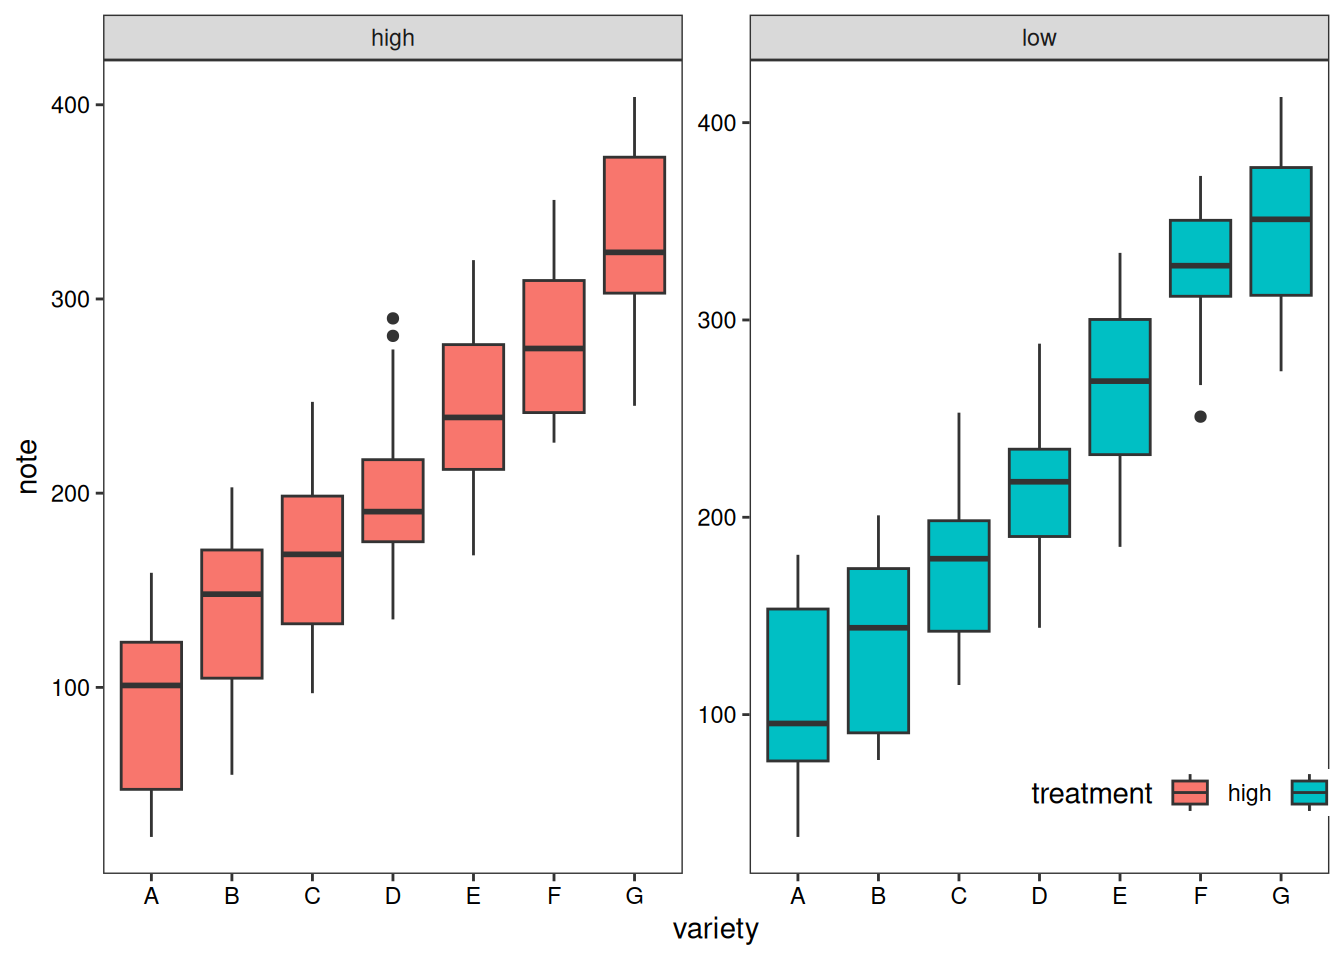 high
low
400
300
200
100
400
300
200
100
note
treatment high
A B C D E F G
A B C D E F G
variety